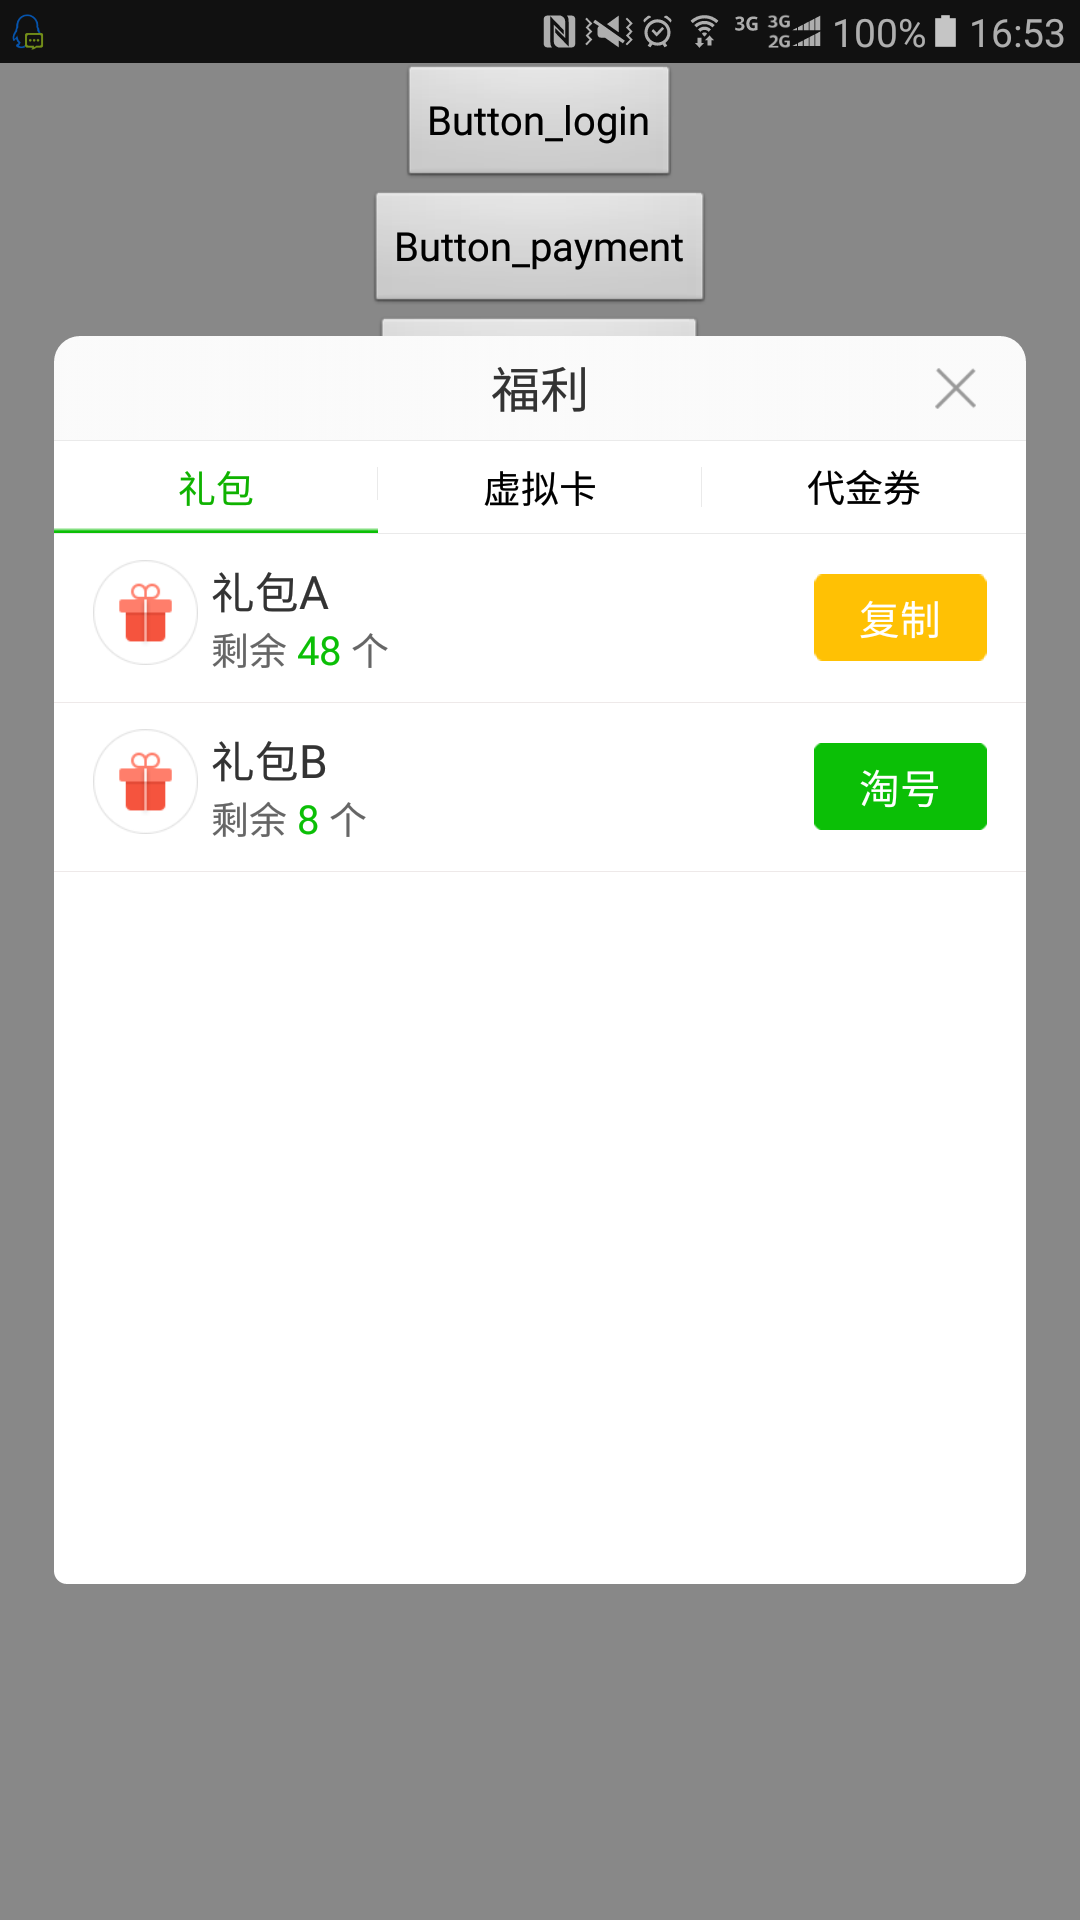 3G 3G 2G 100% 16:53
Button_login
Button_payment
福利
礼包 虚拟卡 代金券
礼包A
剩余 48 个
复制
礼包B
剩余 8 个
淘号